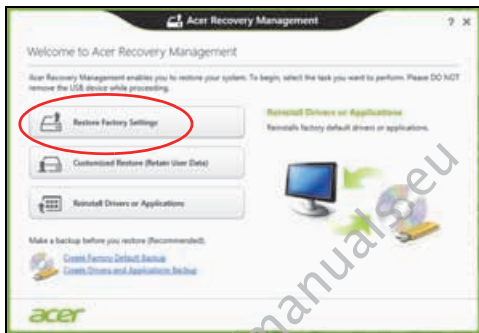 Acer Recovery Management
Welcome to Acer Recovery Management
Acer Recovery Management enables you to restore your system. To begin, select the task you want to perform. Please DO NOT
remove the USB device while proceeding.
Restore Factory Settings
Customized Restore (Retain User Data)
Reinstall Drivers or Applications
Reinstall Drivers or Applications
Reinstalls factory default drivers or applications.
Make a backup before you restore (Recommended).
Create Factory Default Backup
Create Drivers and Applications Backup
acer
manuals.eu